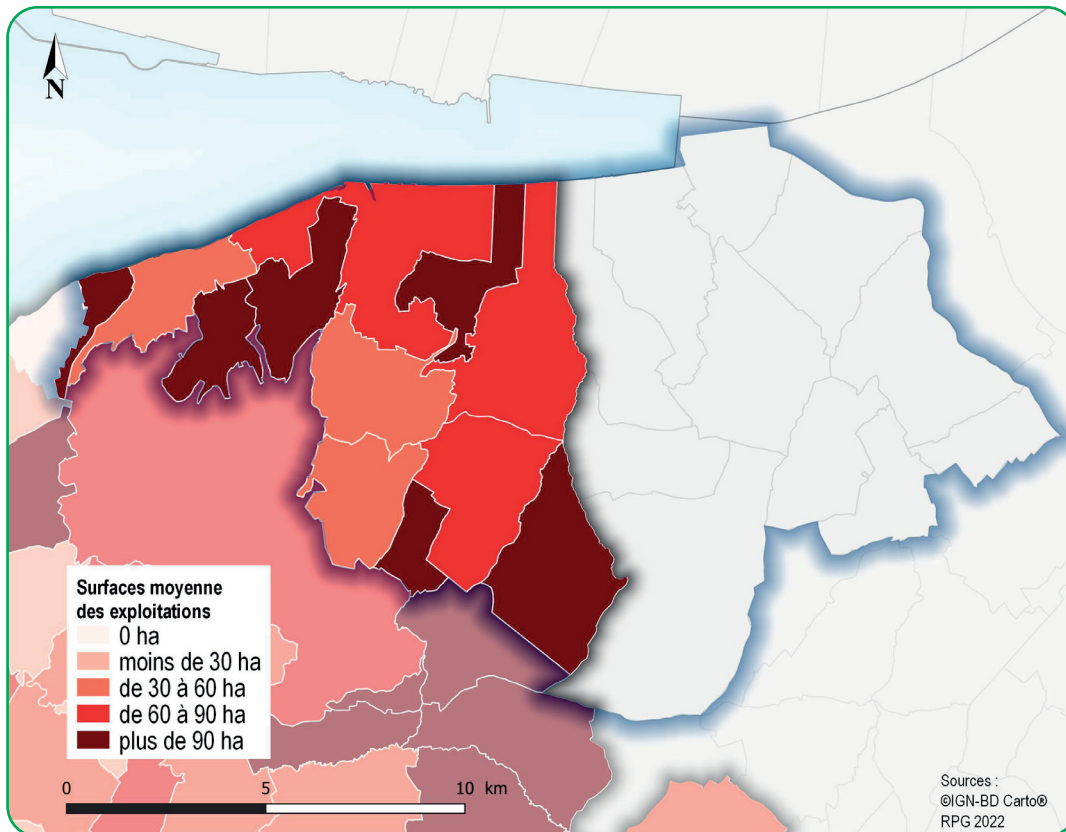 N
Surfaces moyenne
des exploitations
0 ha
moins de 30 ha
de 30 à 60 ha
de 60 à 90 ha
plus de 90 ha
0 5 10 km
Sources :
©IGN-BD Carto®
RPG 2022